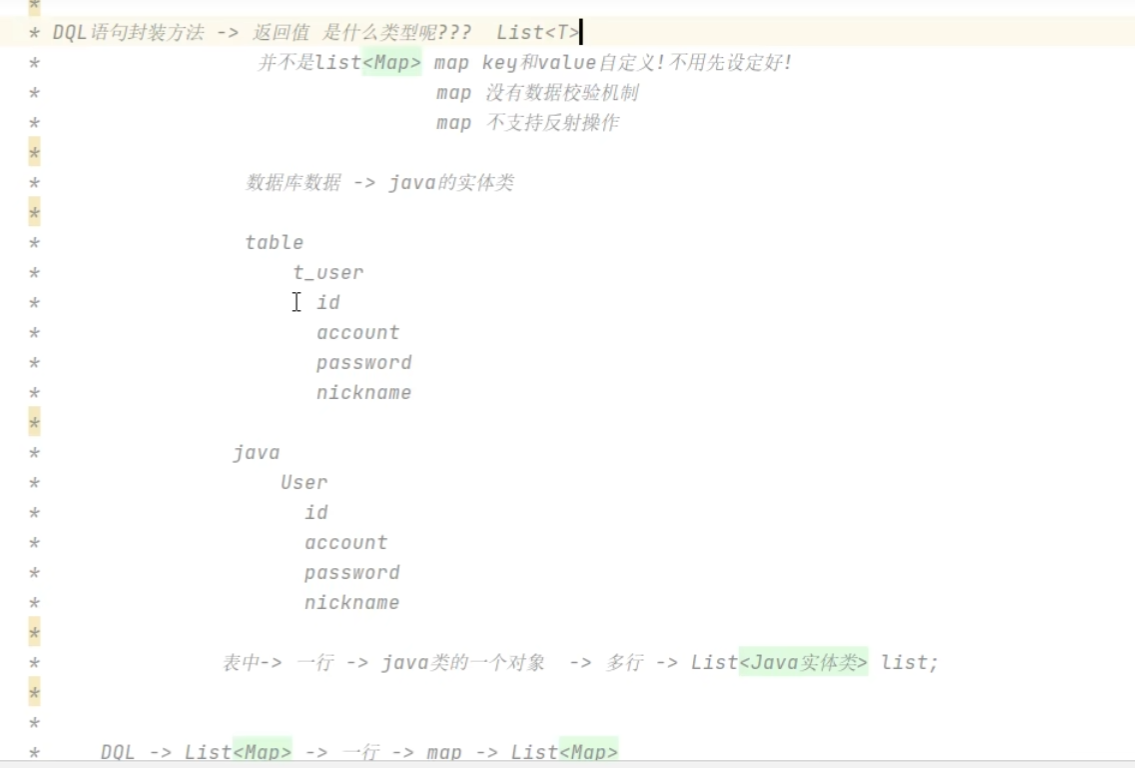 *
* DQL语句封装方法 -> 返回值 是什么类型呢??? List<T>
* 并不是list<Map> map key和value自定义!不用先设定好!
* map 没有数据校验机制
* map 不支持反射操作
*
* 数据库数据 -> java的实体类
*
* table
* t_user
* id
* account
* password
* nickname
*
* java
* User
* id
* account
* password
* nickname
*
* 表中-> 一行 -> java类的一个对象 -> 多行 -> List<Java实体类> list;
*
*
* DQL -> List<Map> -> 一行 -> map -> List<Map>